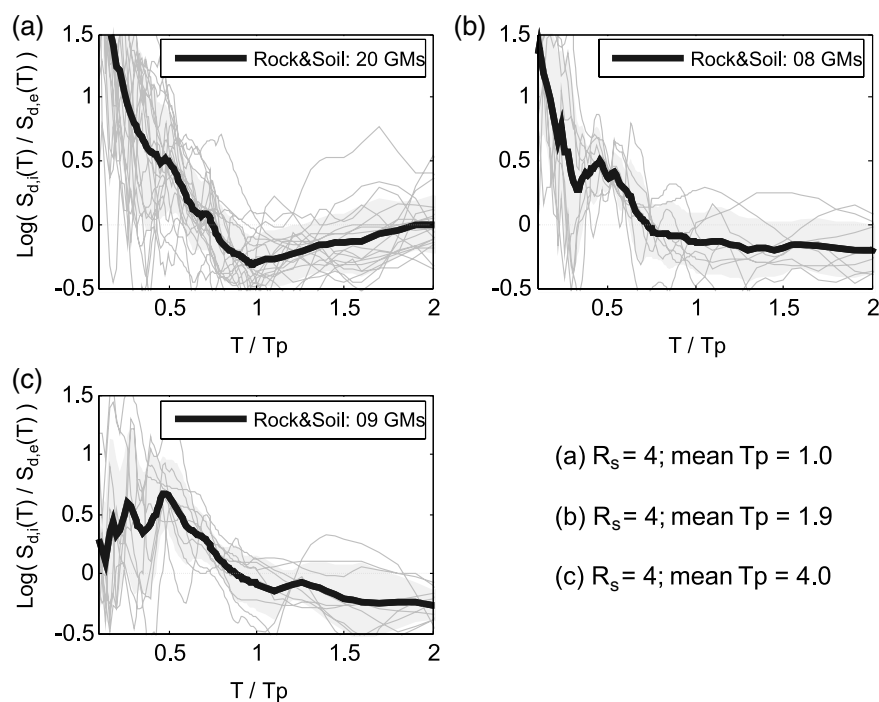 (a)
1.5
1
0.5
0
-0.5
Log( S_d,i(T) / S_d,e(T) )
Rock&Soil: 20 GMs
0.5
1
1.5
2
T / Tp
(b)
1.5
1
0.5
0
-0.5
Rock&Soil: 08 GMs
0.5
1
1.5
2
T / Tp
(c)
1.5
1
0.5
0
-0.5
Log( S_d,i(T) / S_d,e(T) )
Rock&Soil: 09 GMs
0.5
1
1.5
2
T / Tp
(a) R_s = 4; mean Tp = 1.0
(b) R_s = 4; mean Tp = 1.9
(c) R_s = 4; mean Tp = 4.0